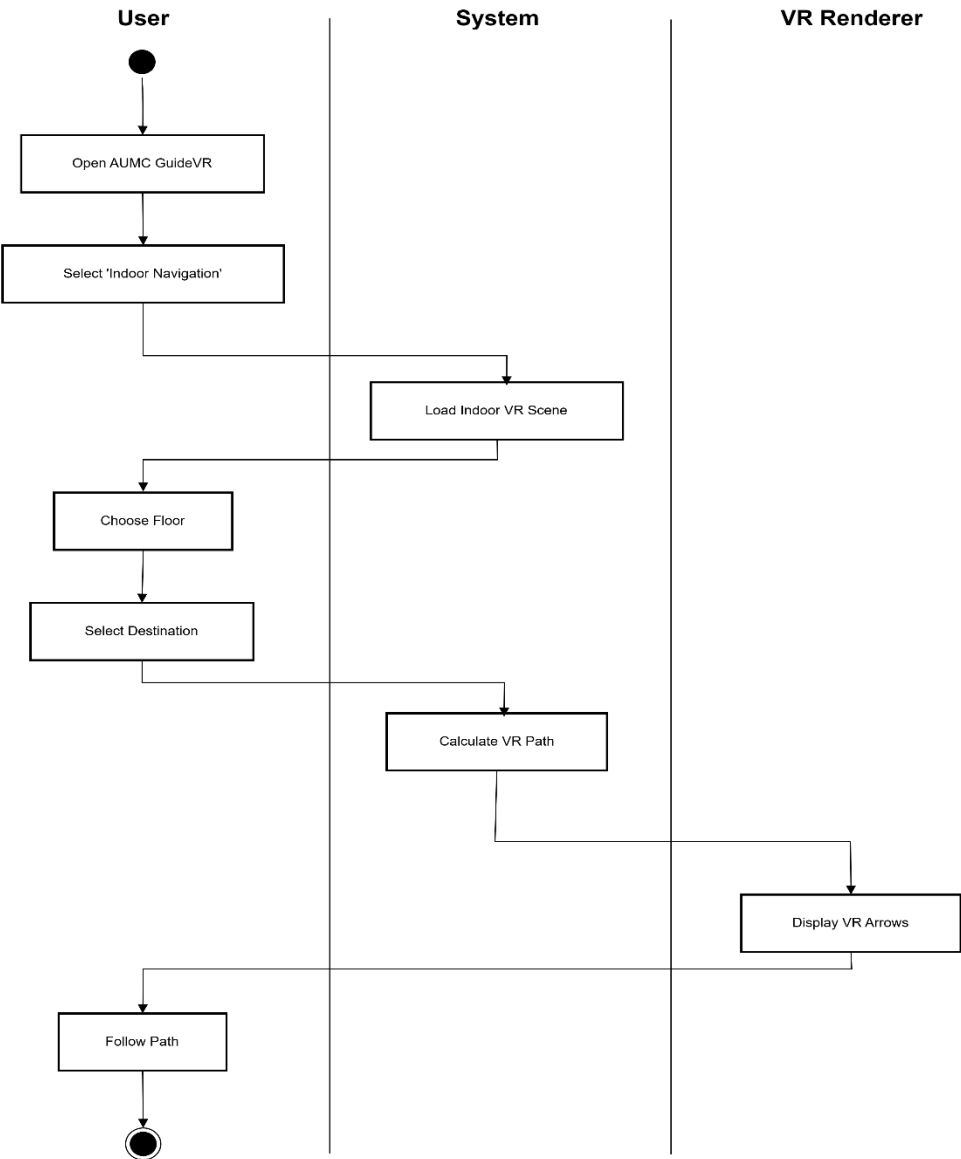 User
System
VR Renderer
Open AUMC GuideVR
Select 'Indoor Navigation'
Load Indoor VR Scene
Choose Floor
Select Destination
Calculate VR Path
Display VR Arrows
Follow Path